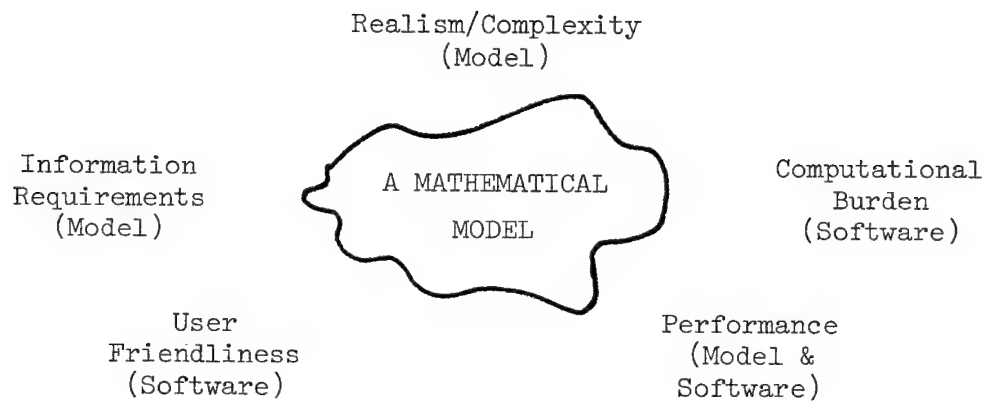 Realism/Complexity
(Model)
Information
Requirements
(Model)
A MATHEMATICAL
MODEL
Computational
Burden
(Software)
User
Friendliness
(Software)
Performance
(Model &
Software)